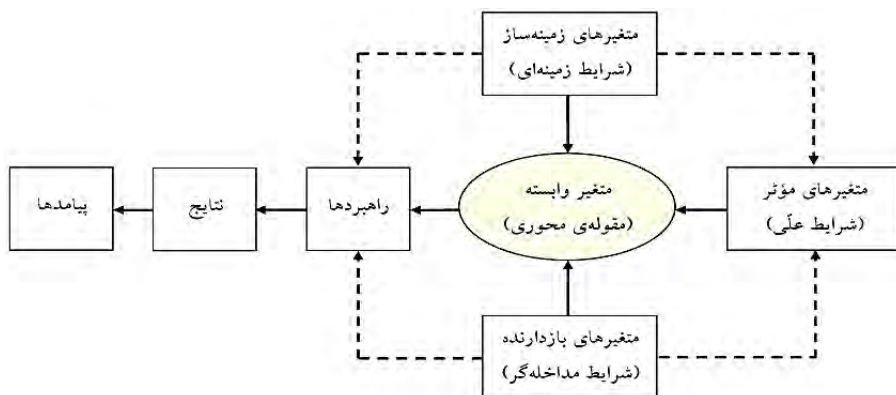 متغیرهای زمینه‌ساز
(شرایط زمینه‌ای)
متغیرهای مؤثر
(شرایط علّی)
متغیر وابسته
(مقوله‌ی محوری)
راهبردها
نتایج
پیامدها
متغیرهای بازدارنده
(شرایط مداخله‌گر)